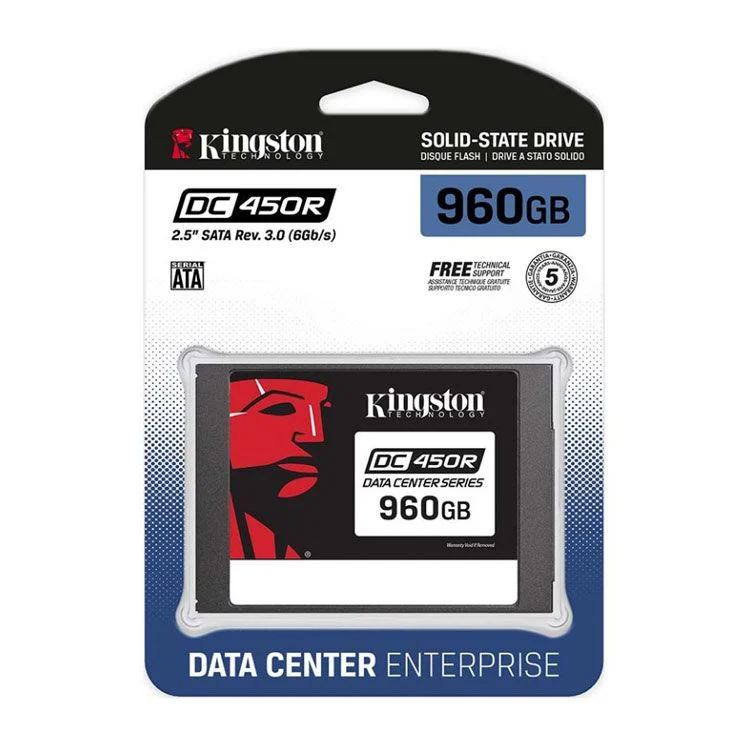 Kingston
TECHNOLOGY
SOLID-STATE DRIVE
DISQUE FLASH | DRIVE A STATO SOLIDO
DC 450R
2.5" SATA Rev. 3.0 (6Gb/s)
960GB
SERIAL
ATA
FREE TECHNICAL
SUPPORT
ASSISTANCE TECHNIQUE GRATUITE
SUPPORTO TECNICO GRATUITO
5
Kingston
TECHNOLOGY
DC 450R
DATA CENTER SERIES
960GB
Warranty Void If Removed
®
DATA CENTER ENTERPRISE